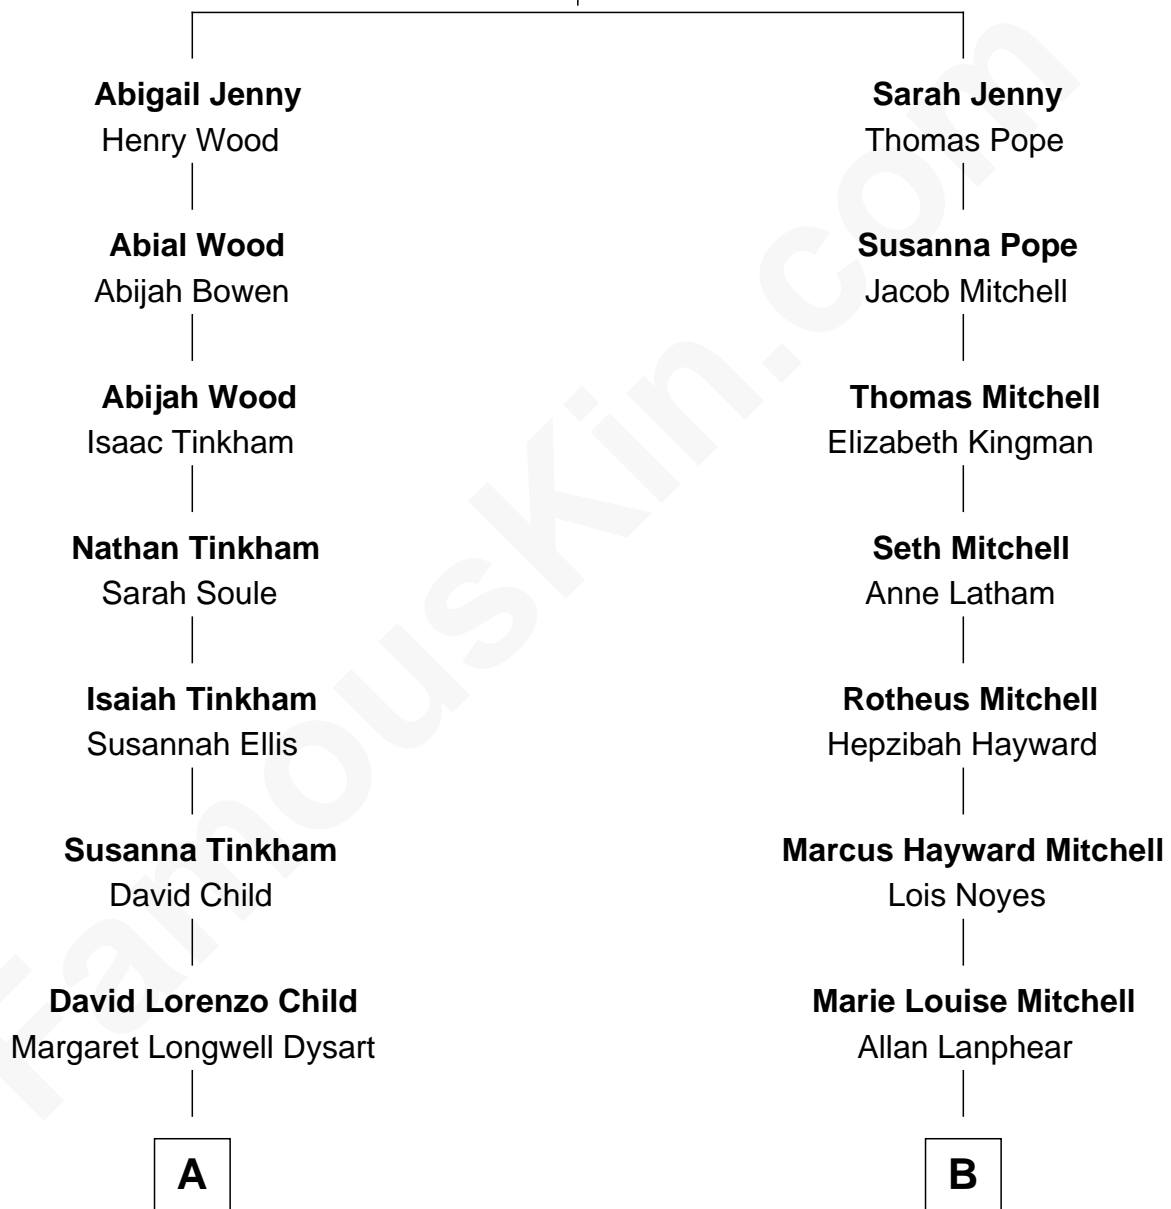 Abigail Jenny
Henry Wood
Abial Wood
Abijah Bowen
Abijah Wood
Isaac Tinkham
Nathan Tinkham
Sarah Soule
Isaiah Tinkham
Susannah Ellis
Susanna Tinkham
David Child
David Lorenzo Child
Margaret Longwell Dysart
A
Sarah Jenny
Thomas Pope
Susanna Pope
Jacob Mitchell
Thomas Mitchell
Elizabeth Kingman
Seth Mitchell
Anne Latham
Rotheus Mitchell
Hepzibah Hayward
Marcus Hayward Mitchell
Lois Noyes
Marie Louise Mitchell
Allan Lanphear
B
FamousKin.com